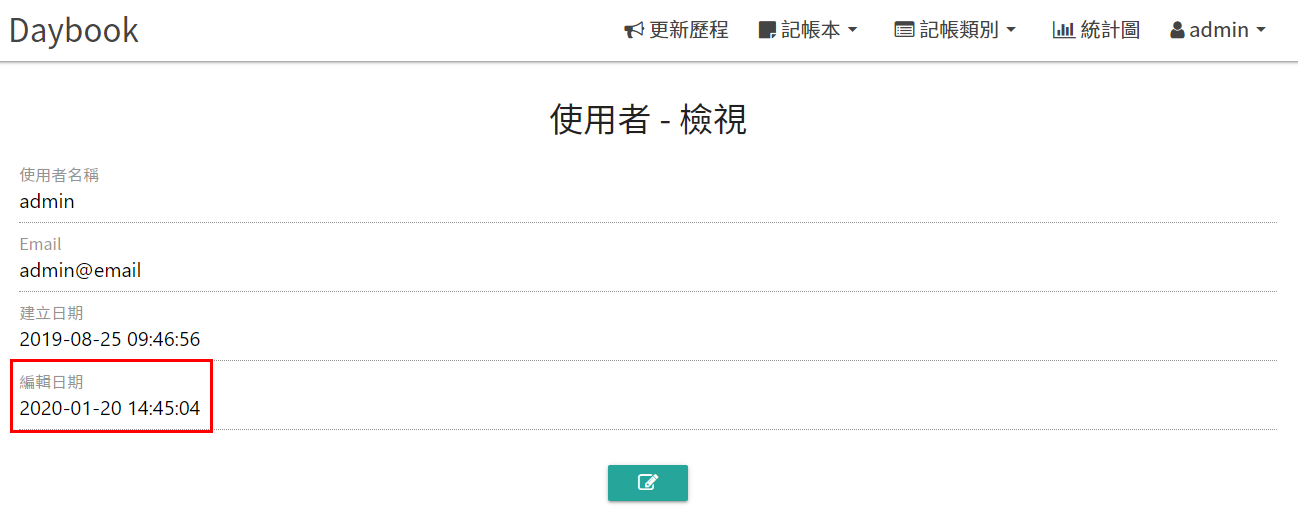 Daybook
更新歷程 記帳本 記帳類別 統計圖 admin
使用者 - 檢視
使用者名稱
admin
Email
admin@email
建立日期
2019-08-25 09:46:56
編輯日期
2020-01-20 14:45:04